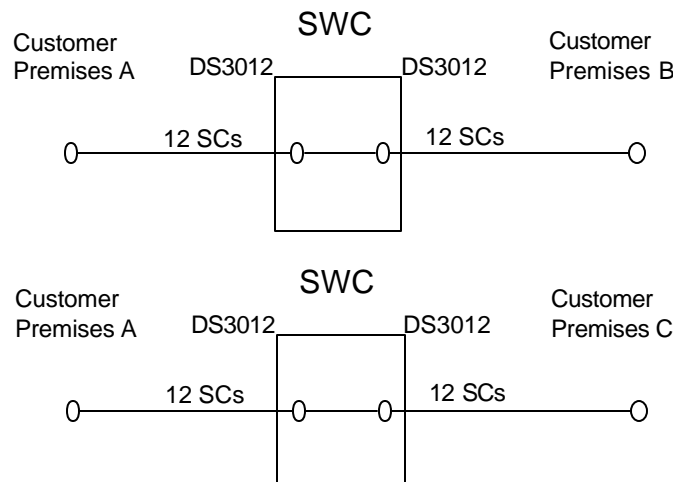 SWC
Customer
Premises A
DS3012
DS3012
Customer
Premises B
12 SCs
12 SCs
SWC
Customer
Premises A
DS3012
DS3012
Customer
Premises C
12 SCs
12 SCs